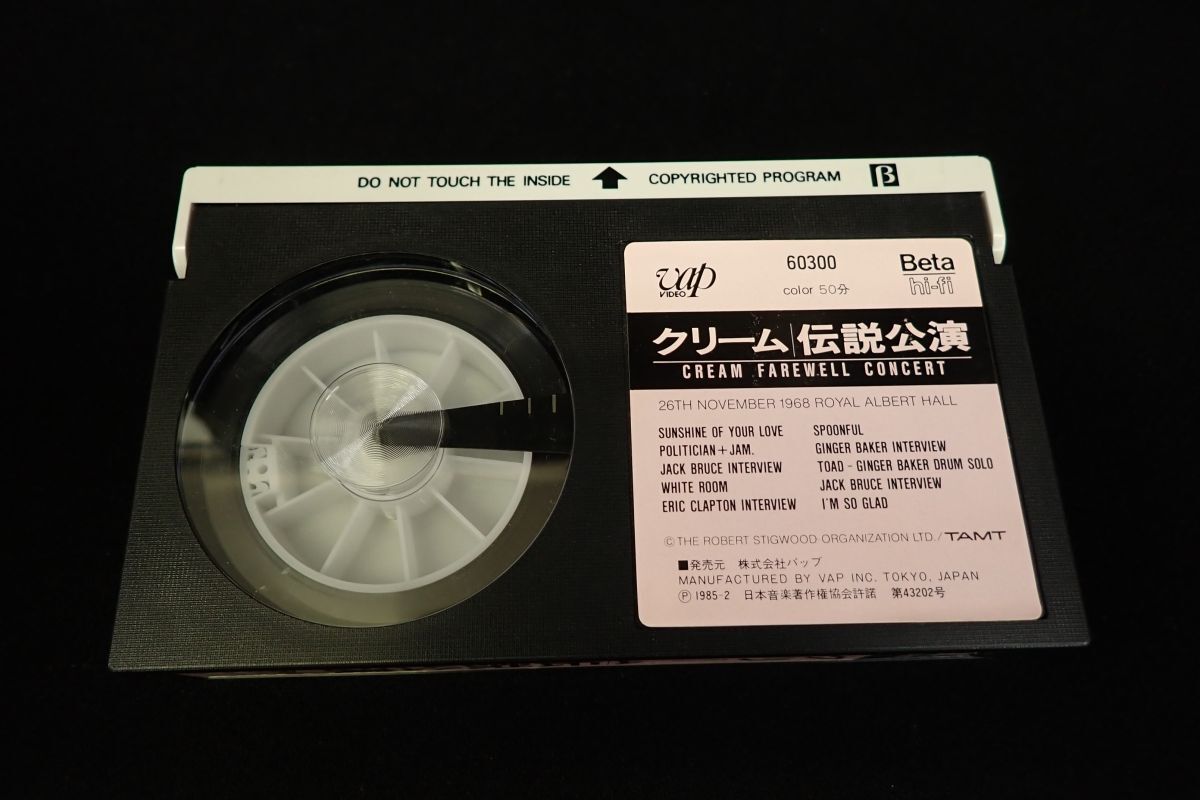 DO NOT TOUCH THE INSIDE COPYRIGHTED PROGRAM β
vap VIDEO 60300 Beta hi-fi
color 50分
クリーム 伝説公演
CREAM FAREWELL CONCERT
26TH NOVEMBER 1968 ROYAL ALBERT HALL
SUNSHINE OF YOUR LOVE
POLITICIAN + JAM.
JACK BRUCE INTERVIEW
WHITE ROOM
ERIC CLAPTON INTERVIEW
SPOONFUL
GINGER BAKER INTERVIEW
TOAD - GINGER BAKER DRUM SOLO
JACK BRUCE INTERVIEW
I'M SO GLAD
© THE ROBERT STIGWOOD ORGANIZATION LTD./TAMT
■発売元 株式会社バップ
MANUFACTURED BY VAP INC. TOKYO, JAPAN
Ⓟ 1985-2 日本音楽著作権協会許諾 第43202号